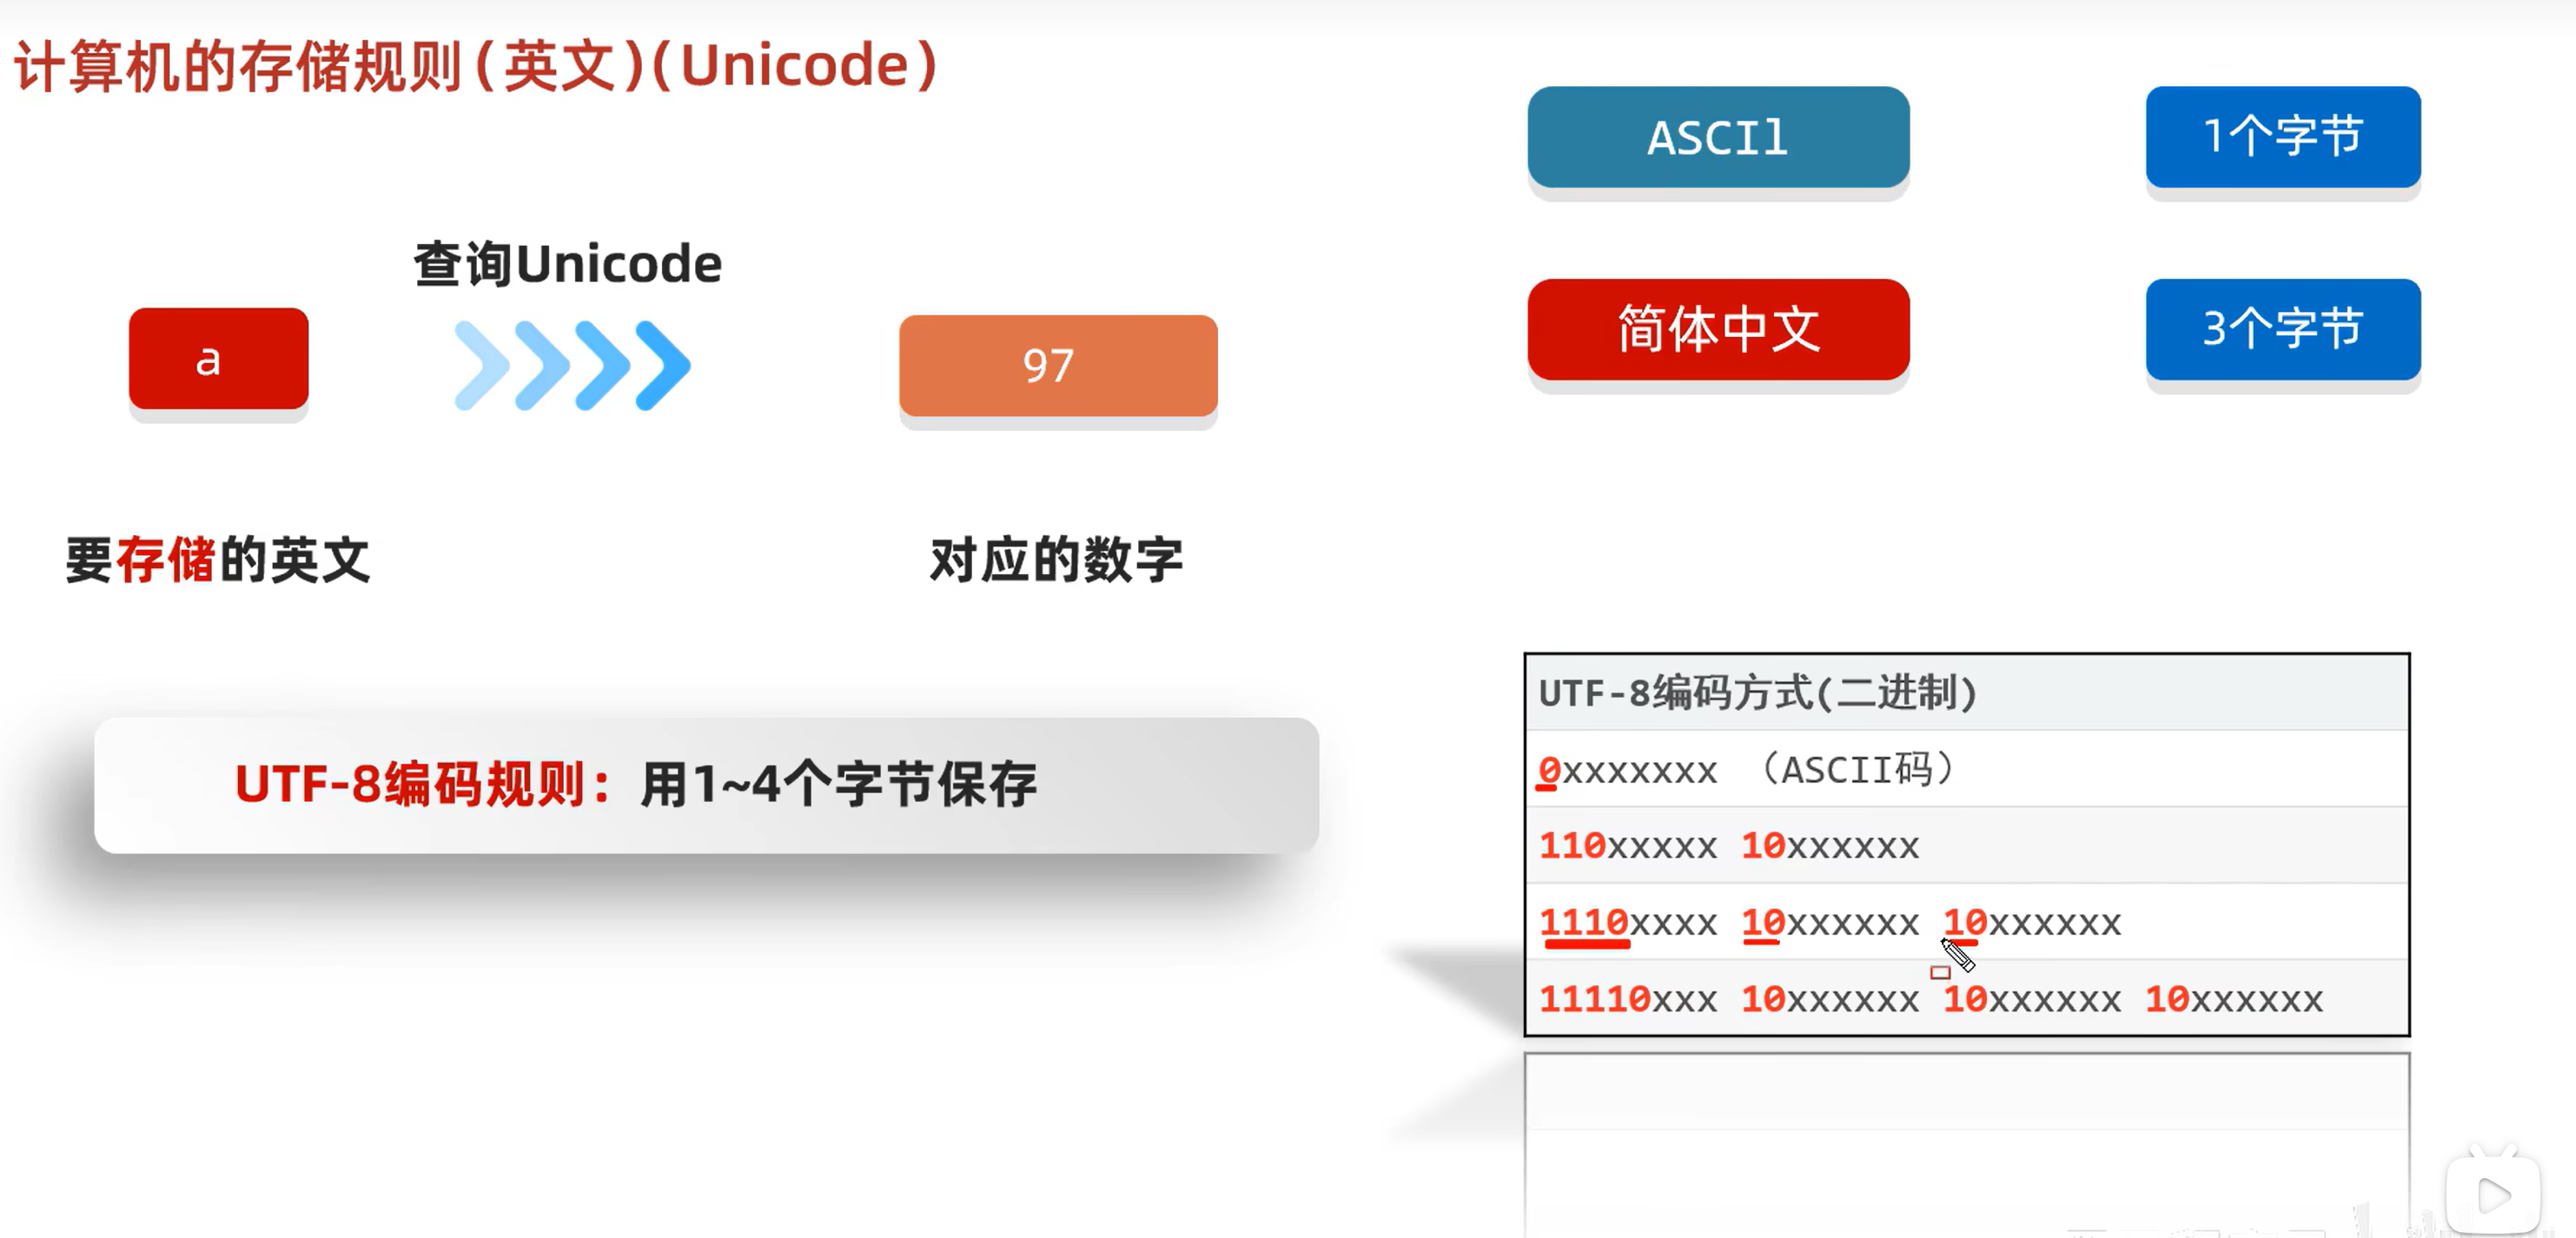 计算机的存储规则(英文)(Unicode)
ASCIl
1个字节
查询Unicode
简体中文
3个字节
a
97
要存储的英文
对应的数字
UTF-8编码方式(二进制)
0xxxxxxx （ASCII码）
UTF-8编码规则：用1~4个字节保存
110xxxxx 10xxxxxx
1110xxxx 10xxxxxx 10xxxxxx
11110xxx 10xxxxxx 10xxxxxx 10xxxxxx